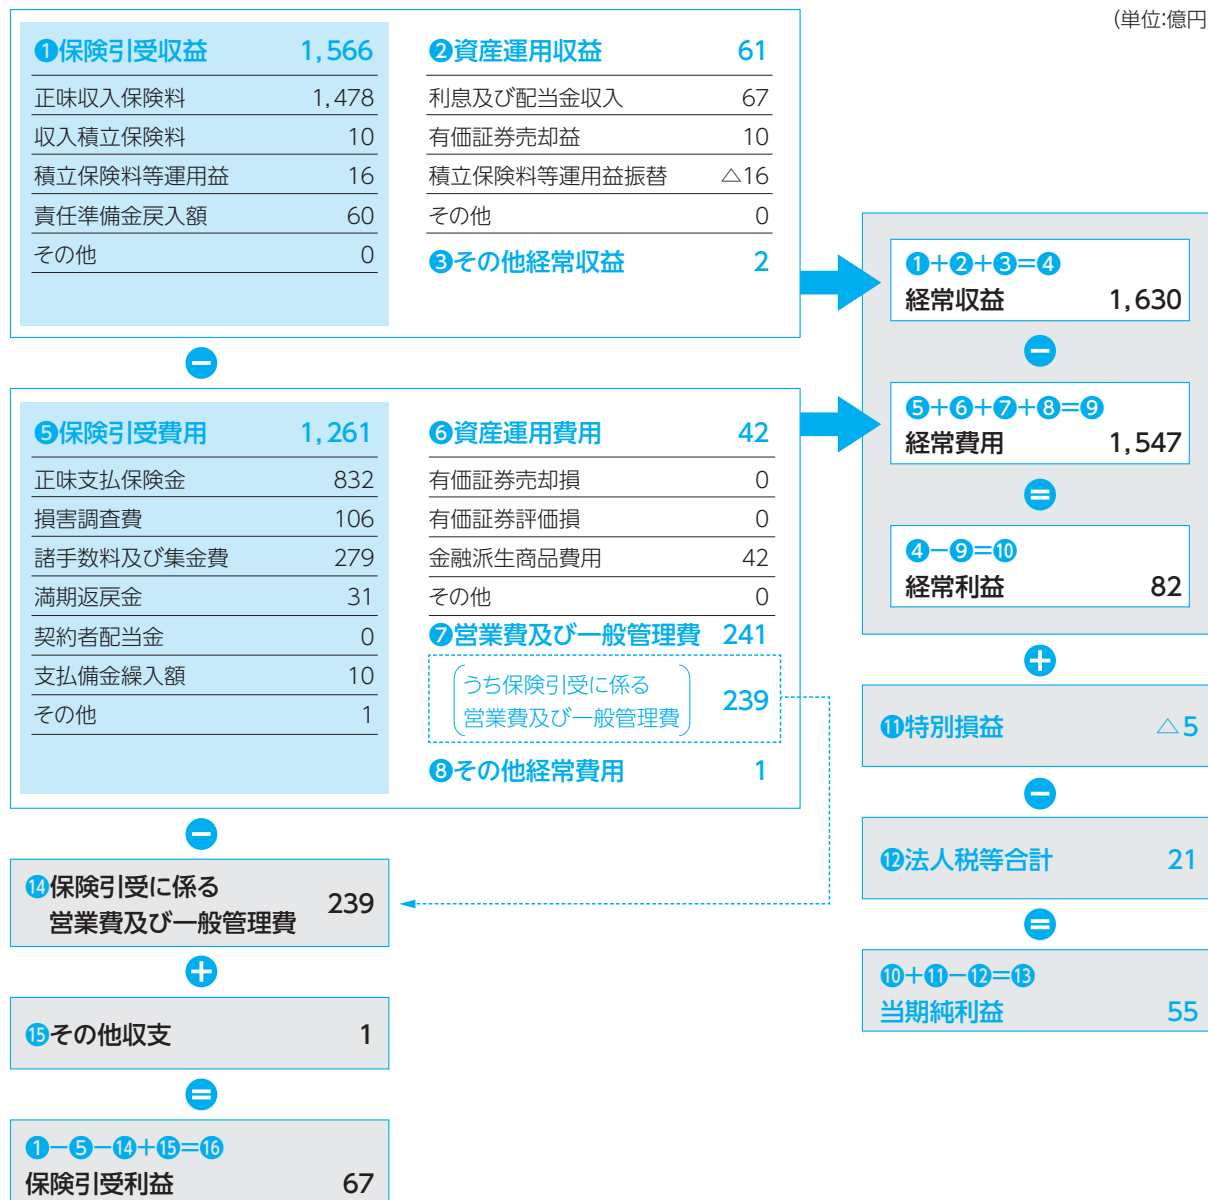 (単位:億円
❶保険引受収益 1,566
正味収入保険料 1,478
収入積立保険料 10
積立保険料等運用益 16
責任準備金戻入額 60
その他 0
❷資産運用収益 61
利息及び配当金収入 67
有価証券売却益 10
積立保険料等運用益振替 △16
その他 0
❸その他経常収益 2
❶+❷+❸=❹
経常収益 1,630
−
−
❺保険引受費用 1,261
正味支払保険金 832
損害調査費 106
諸手数料及び集金費 279
満期返戻金 31
契約者配当金 0
支払備金繰入額 10
その他 1
❻資産運用費用 42
有価証券売却損 0
有価証券評価損 0
金融派生商品費用 42
その他 0
❼営業費及び一般管理費 241
(うち保険引受に係る
営業費及び一般管理費) 239
❽その他経常費用 1
❺+❻+❼+❽=❾
経常費用 1,547
=
❹−❾=❿
経常利益 82
+
⓫特別損益 △5
−
⓬法人税等合計 21
=
❿+⓫−⓬=⓭
当期純利益 55
−
⓮保険引受に係る
営業費及び一般管理費 239
+
⓯その他収支 1
=
❶−❺−⓮+⓯=⓰
保険引受利益 67